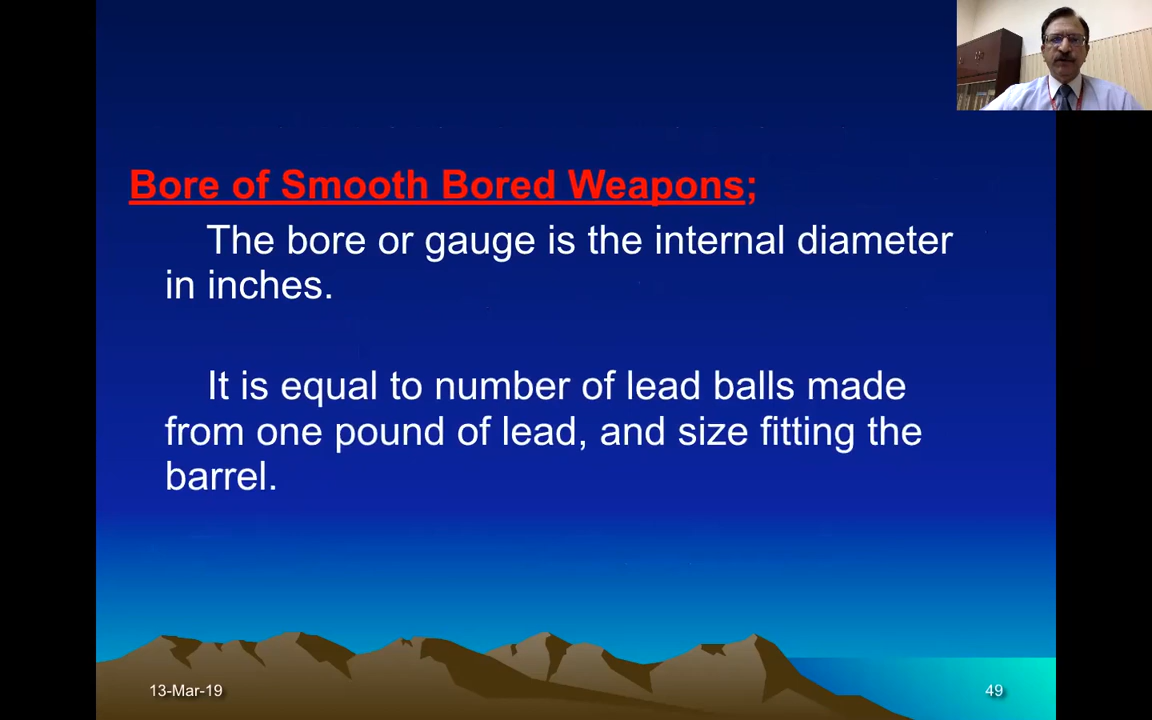 Bore of Smooth Bored Weapons;
The bore or gauge is the internal diameter
in inches.
It is equal to number of lead balls made
from one pound of lead, and size fitting the
barrel.
13-Mar-19
49